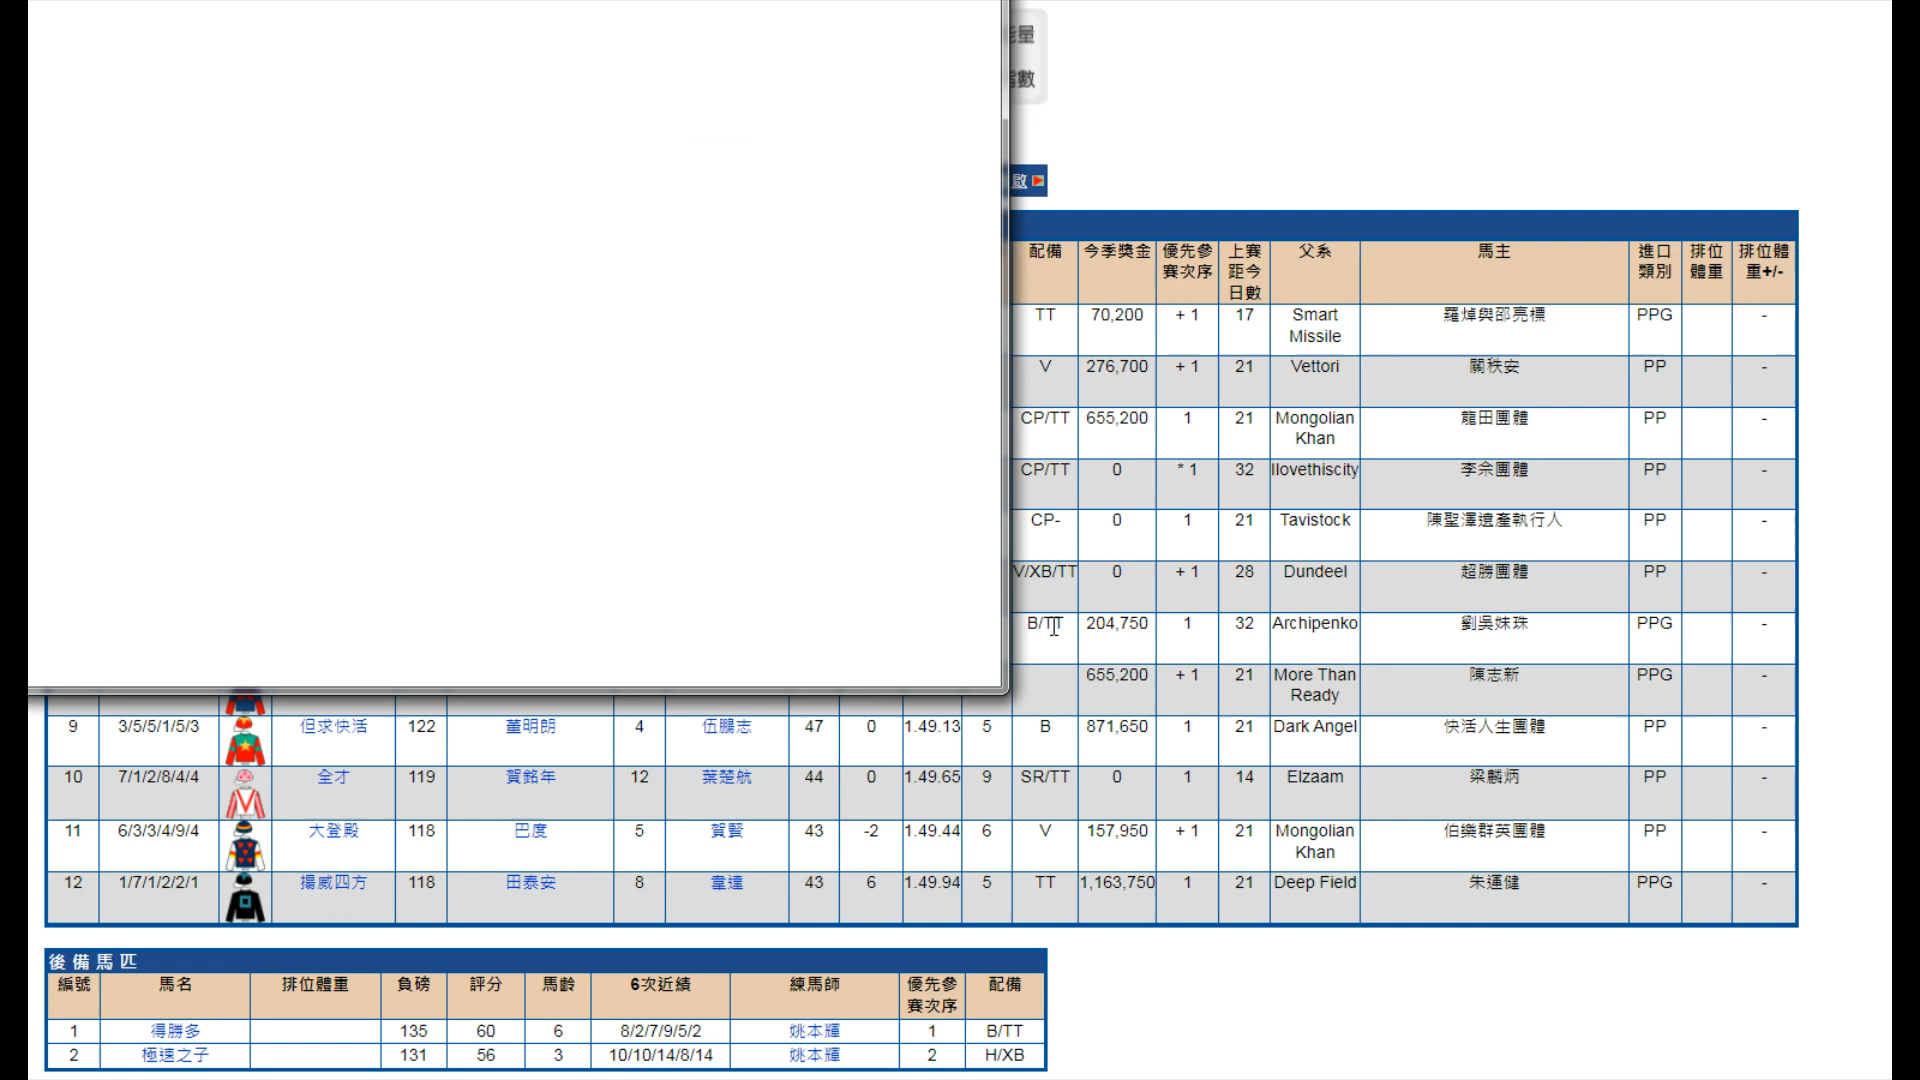 能量
指數
啟
配備 今季獎金 優先參賽次序 上賽距今日數 父系 馬主 進口類別 排位體重 排位體重+/-
TT 70,200 + 1 17 Smart Missile 羅焯與邵亮標 PPG -
V 276,700 + 1 21 Vettori 關秩安 PP -
CP/TT 655,200 1 21 Mongolian Khan 龍田團體 PP -
CP/TT 0 * 1 32 Ilovethiscity 李佘團體 PP -
CP- 0 1 21 Tavistock 陳聖澤遺產執行人 PP -
V/XB/TT 0 + 1 28 Dundeel 超勝團體 PP -
B/TT 204,750 1 32 Archipenko 劉吳妹珠 PPG -
655,200 + 1 21 More Than Ready 陳志新 PPG -
9 3/5/5/1/5/3 但求快活 122 董明朗 4 伍鵬志 47 0 1.49.13 5 B 871,650 1 21 Dark Angel 快活人生團體 PP -
10 7/1/2/8/4/4 全才 119 賀銘年 12 葉楚航 44 0 1.49.65 9 SR/TT 0 1 14 Elzaam 梁麟炳 PP -
11 6/3/3/4/9/4 大登殿 118 巴度 5 賀賢 43 -2 1.49.44 6 V 157,950 + 1 21 Mongolian Khan 伯樂群英團體 PP -
12 1/7/1/2/2/1 揚威四方 118 田泰安 8 韋達 43 6 1.49.94 5 TT 1,163,750 1 21 Deep Field 朱運健 PPG -
後備馬匹
編號 馬名 排位體重 負磅 評分 馬齡 6次近績 練馬師 優先參賽次序 配備
1 得勝多 135 60 6 8/2/7/9/5/2 姚本輝 1 B/TT
2 極速之子 131 56 3 10/10/14/8/14 姚本輝 2 H/XB